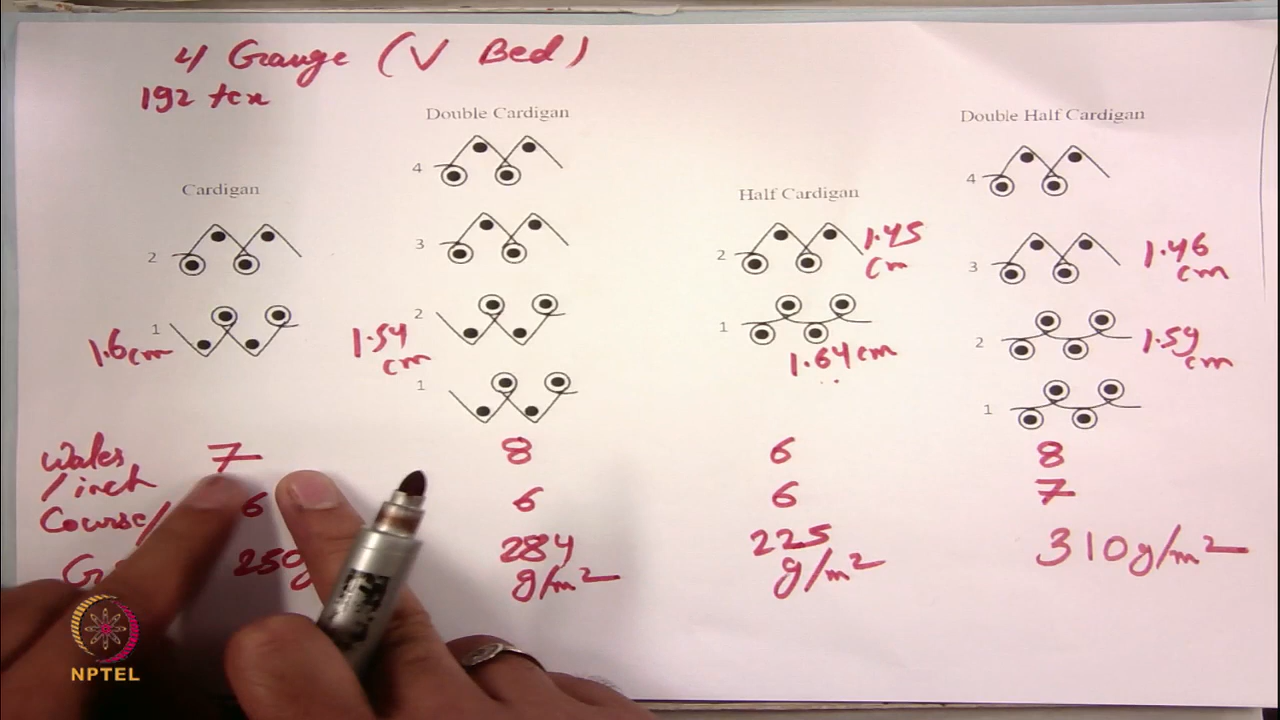 4 Gauge (V Bed)
192 tex
Double Cardigan
Double Half Cardigan
4
4
Cardigan
Half Cardigan
2
3
2
1.45
cm
3
1.46
cm
1
1.6cm
2
1.54
cm
1
1.64 cm
2
1.59
cm
1
1
Wales
/inch
7
8
6
8
Course/
6
6
6
7
250g
284
g/m2
225
g/m2
310g/m2
NPTEL